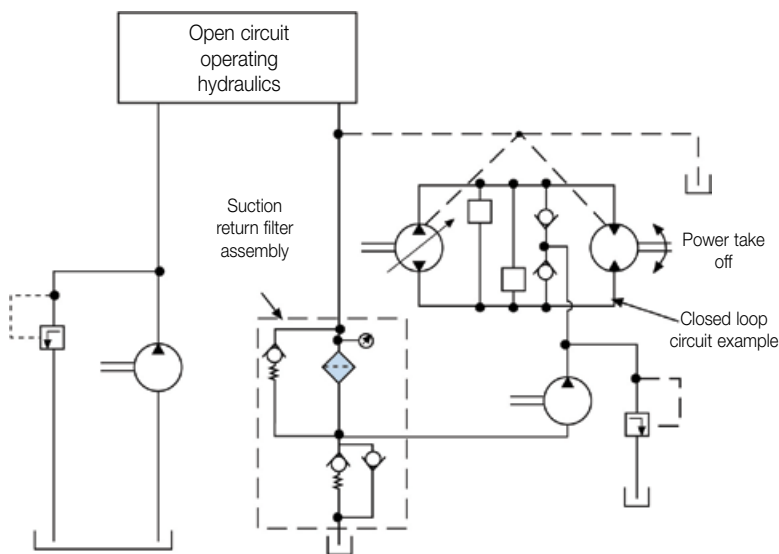 Open circuit
operating
hydraulics
Suction
return filter
assembly
Power take
off
Closed loop
circuit example